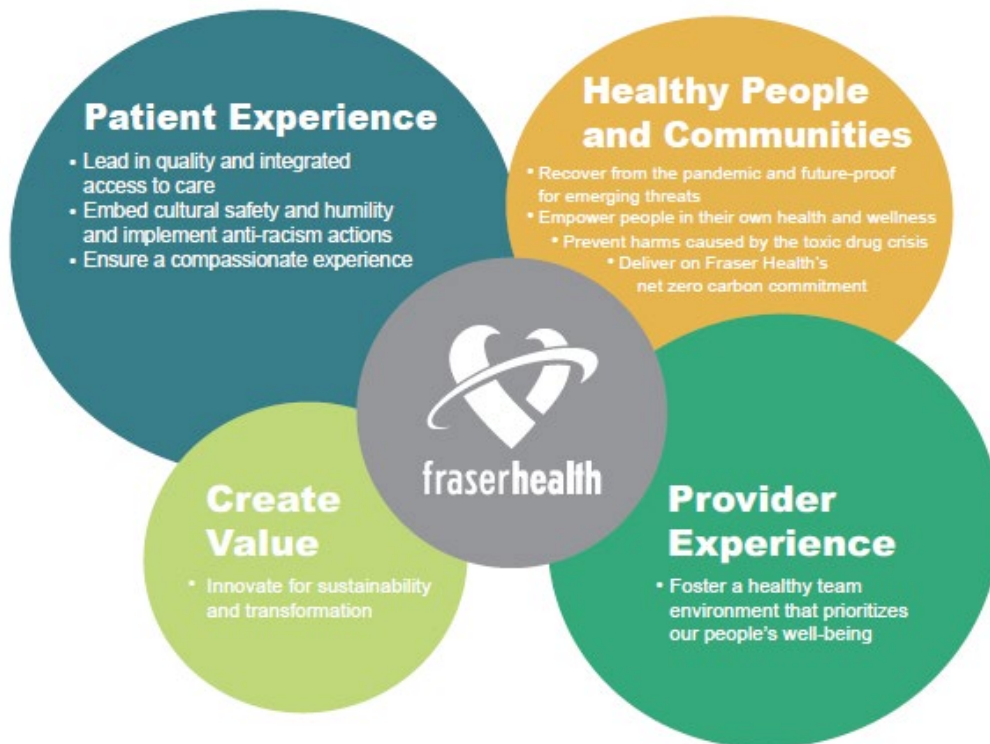 Patient Experience
▪ Lead in quality and integrated
access to care
▪ Embed cultural safety and humility
and implement anti-racism actions
▪ Ensure a compassionate experience
Healthy People
and Communities
• Recover from the pandemic and future-proof
for emerging threats
• Empower people in their own health and wellness
• Prevent harms caused by the toxic drug crisis
• Deliver on Fraser Health's
net zero carbon commitment
fraserhealth
Create
Value
• Innovate for sustainability
and transformation
Provider
Experience
• Foster a healthy team
environment that prioritizes
our people's well-being